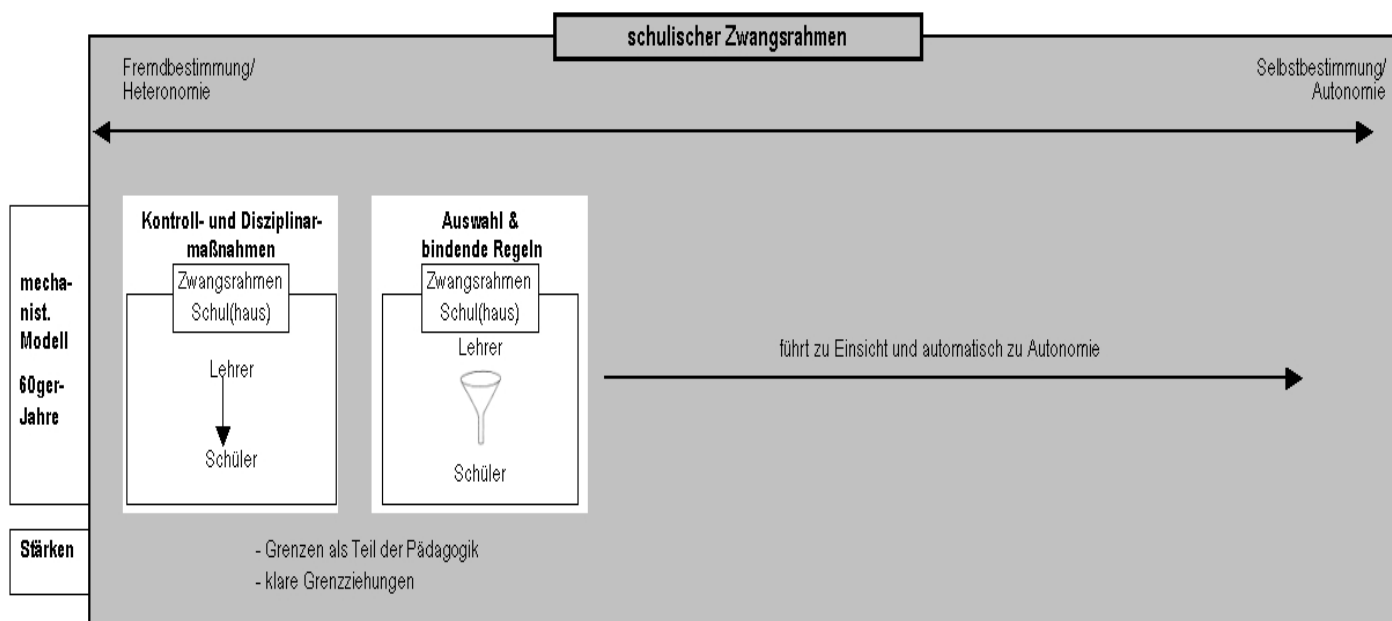 schulischer Zwangsrahmen
Fremdbestimmung/
Heteronomie
Selbstbestimmung/
Autonomie
mecha-
nist.
Modell
60ger-
Jahre
Kontroll- und Disziplinar-
maßnahmen
Zwangsrahmen
Schul(haus)
Lehrer
Schüler
Auswahl &
bindende Regeln
Zwangsrahmen
Schul(haus)
Lehrer
Schüler
führt zu Einsicht und automatisch zu Autonomie
Stärken
- Grenzen als Teil der Pädagogik
- klare Grenzziehungen